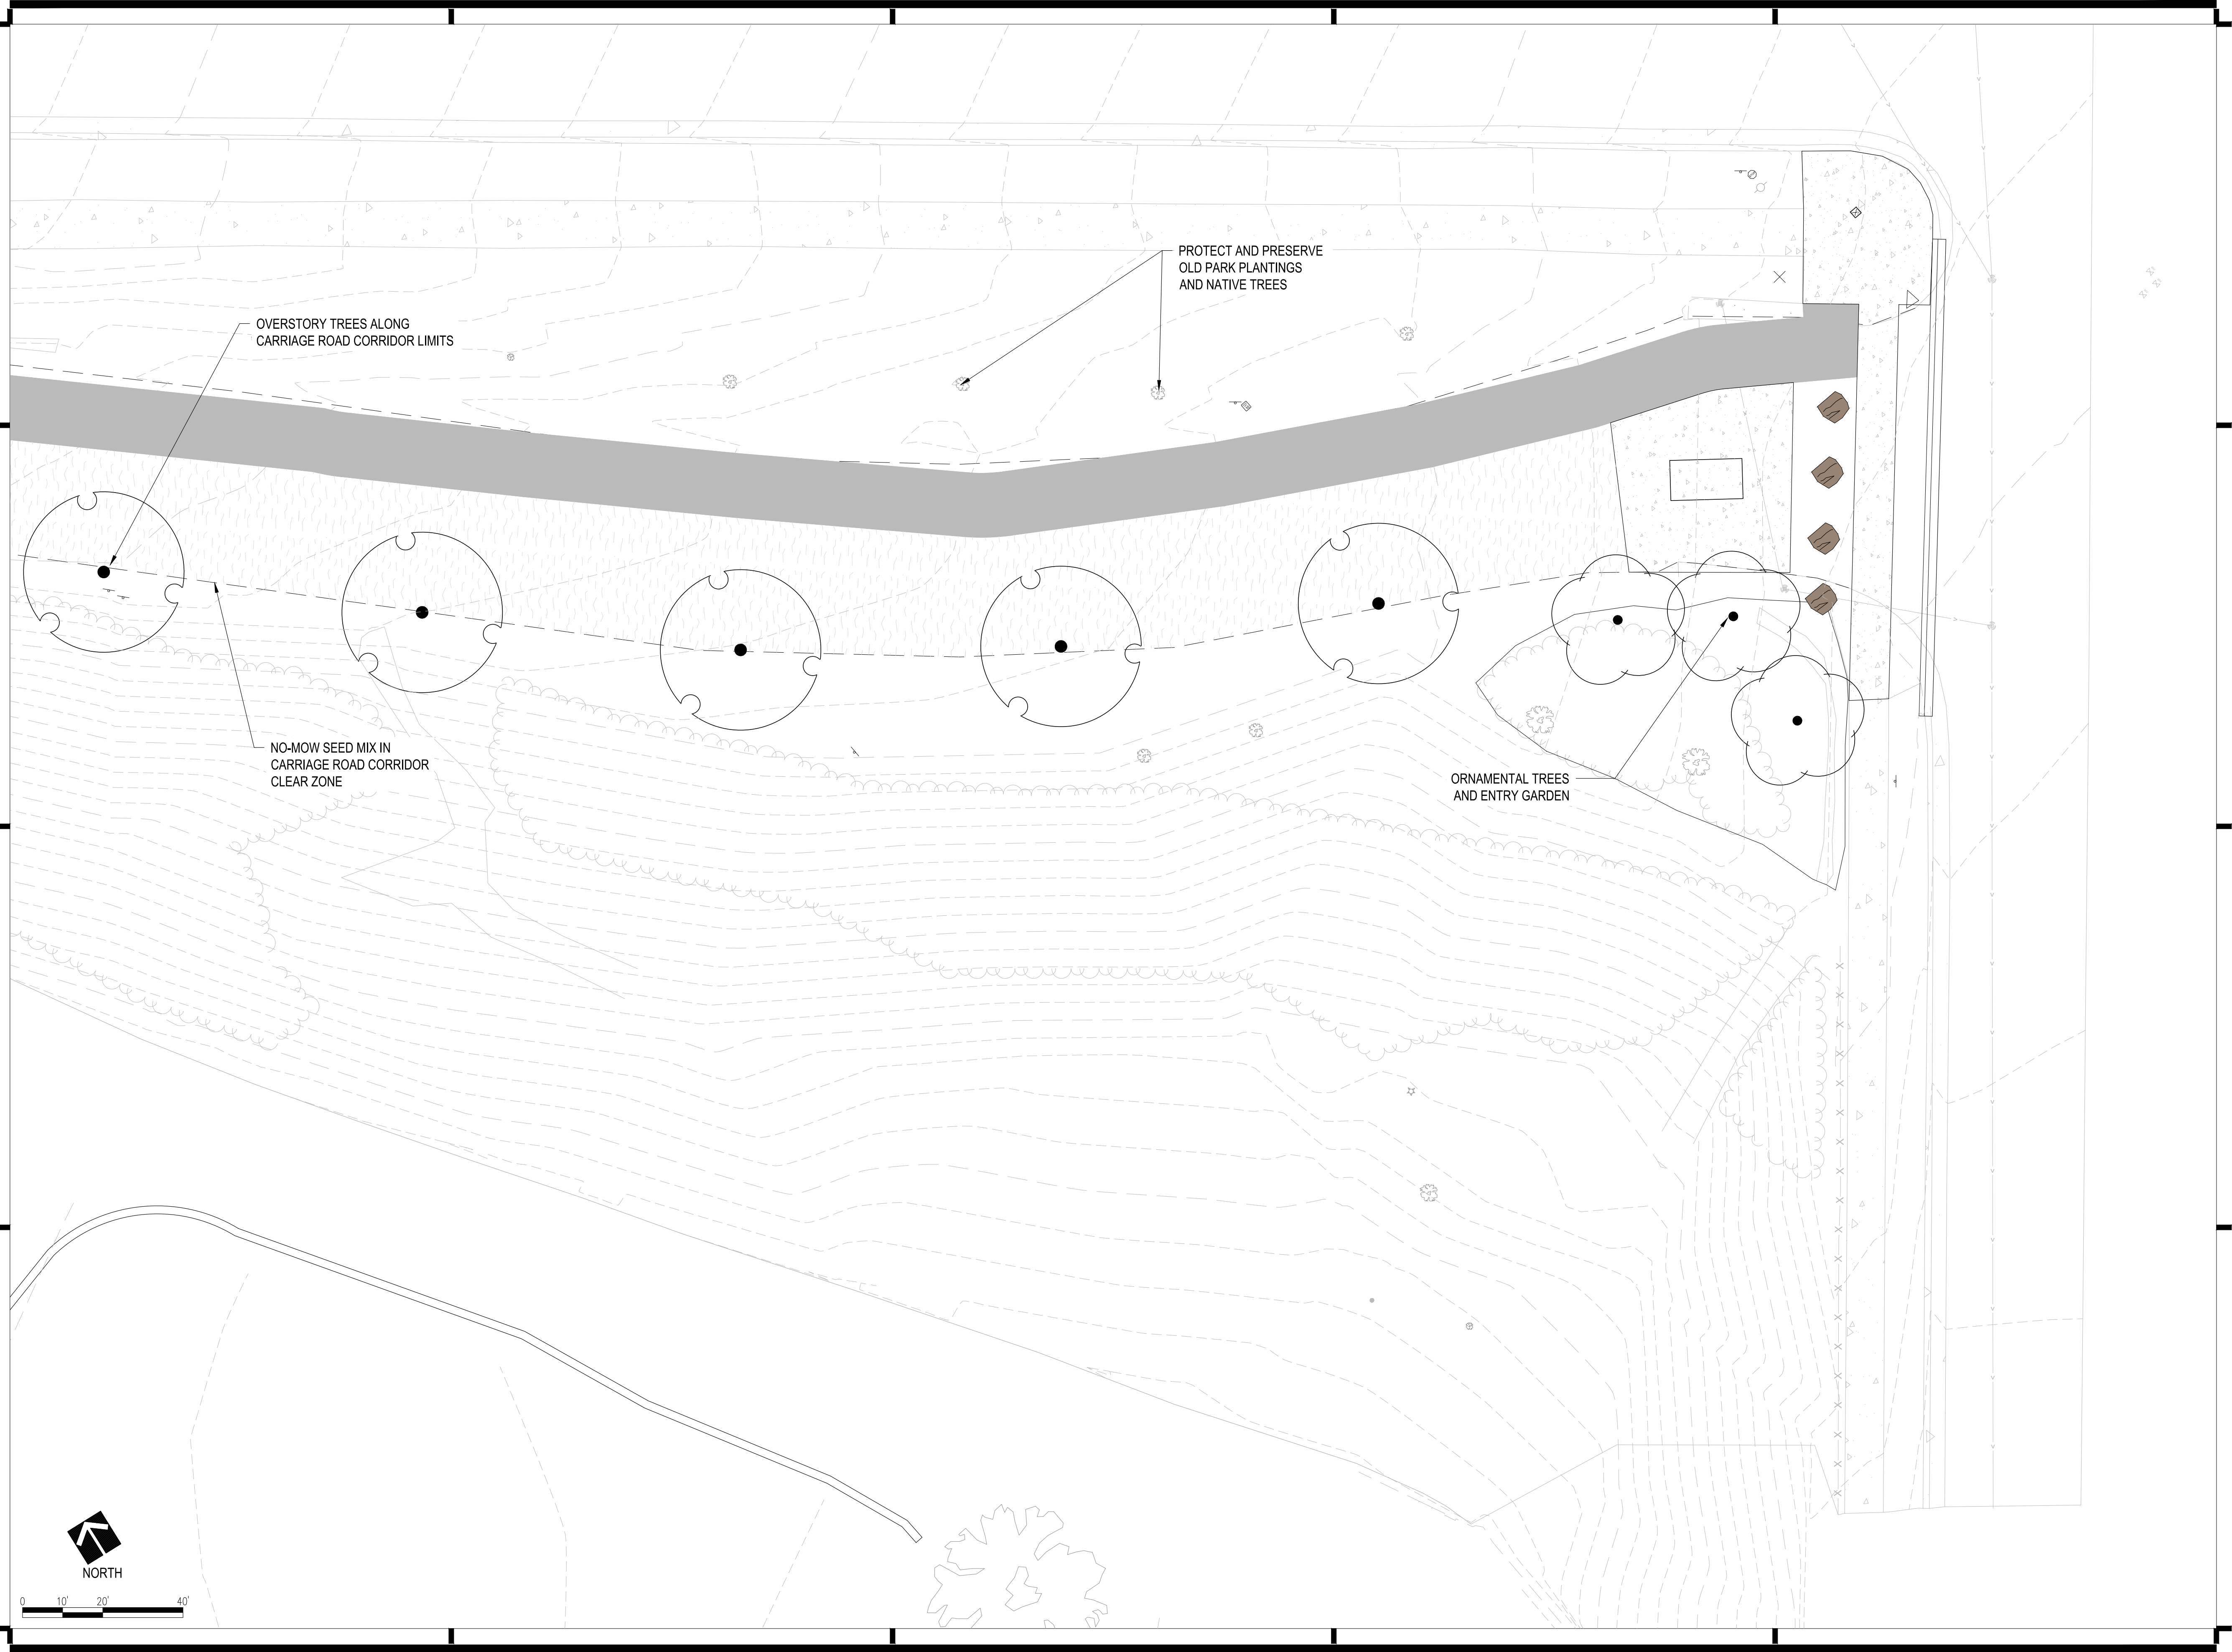 PROTECT AND PRESERVE
OLD PARK PLANTINGS
AND NATIVE TREES
OVERSTORY TREES ALONG
CARRIAGE ROAD CORRIDOR LIMITS
NO-MOW SEED MIX IN
CARRIAGE ROAD CORRIDOR
CLEAR ZONE
ORNAMENTAL TREES
AND ENTRY GARDEN
NORTH
0 10' 20' 40'